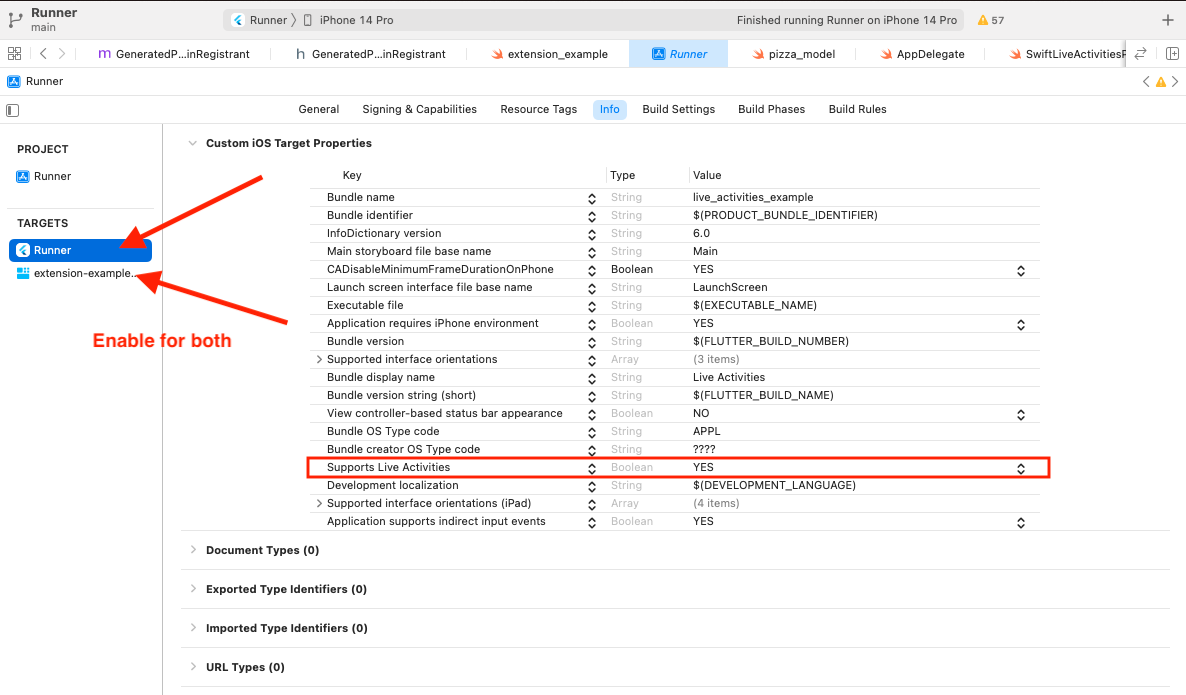 Runner
main
Runner iPhone 14 Pro Finished running Runner on iPhone 14 Pro 57
GeneratedP...inRegistrant GeneratedP...inRegistrant extension_example Runner pizza_model AppDelegate SwiftLiveActivitiesP
Runner
General Signing & Capabilities Resource Tags Info Build Settings Build Phases Build Rules
PROJECT
Runner
TARGETS
Runner
extension-example...
Enable for both
Custom iOS Target Properties
Key Type Value
Bundle name String live_activities_example
Bundle identifier String $(PRODUCT_BUNDLE_IDENTIFIER)
InfoDictionary version String 6.0
Main storyboard file base name String Main
CADisableMinimumFrameDurationOnPhone Boolean YES
Launch screen interface file base name String LaunchScreen
Executable file String $(EXECUTABLE_NAME)
Application requires iPhone environment Boolean YES
Bundle version String $(FLUTTER_BUILD_NUMBER)
Supported interface orientations Array (3 items)
Bundle display name String Live Activities
Bundle version string (short) String $(FLUTTER_BUILD_NAME)
View controller-based status bar appearance Boolean NO
Bundle OS Type code String APPL
Bundle creator OS Type code String ????
Supports Live Activities Boolean YES
Development localization String $(DEVELOPMENT_LANGUAGE)
Supported interface orientations (iPad) Array (4 items)
Application supports indirect input events Boolean YES
Document Types (0)
Exported Type Identifiers (0)
Imported Type Identifiers (0)
URL Types (0)